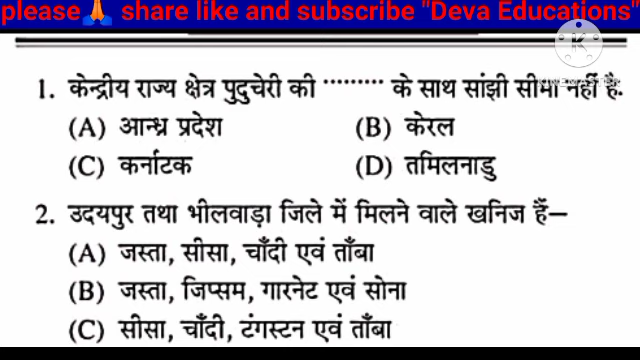 please🙏 share like and subscribe "Deva Educations"
KINEMASTER
1. केन्द्रीय राज्य क्षेत्र पुदुचेरी की ········· के साथ सांझी सीमा नहीं है-
(A) आन्ध्र प्रदेश (B) केरल
(C) कर्नाटक (D) तमिलनाडु
2. उदयपुर तथा भीलवाड़ा जिले में मिलने वाले खनिज हैं—
(A) जस्ता, सीसा, चाँदी एवं ताँबा
(B) जस्ता, जिप्सम, गारनेट एवं सोना
(C) सीसा, चाँदी, टंगस्टन एवं ताँबा